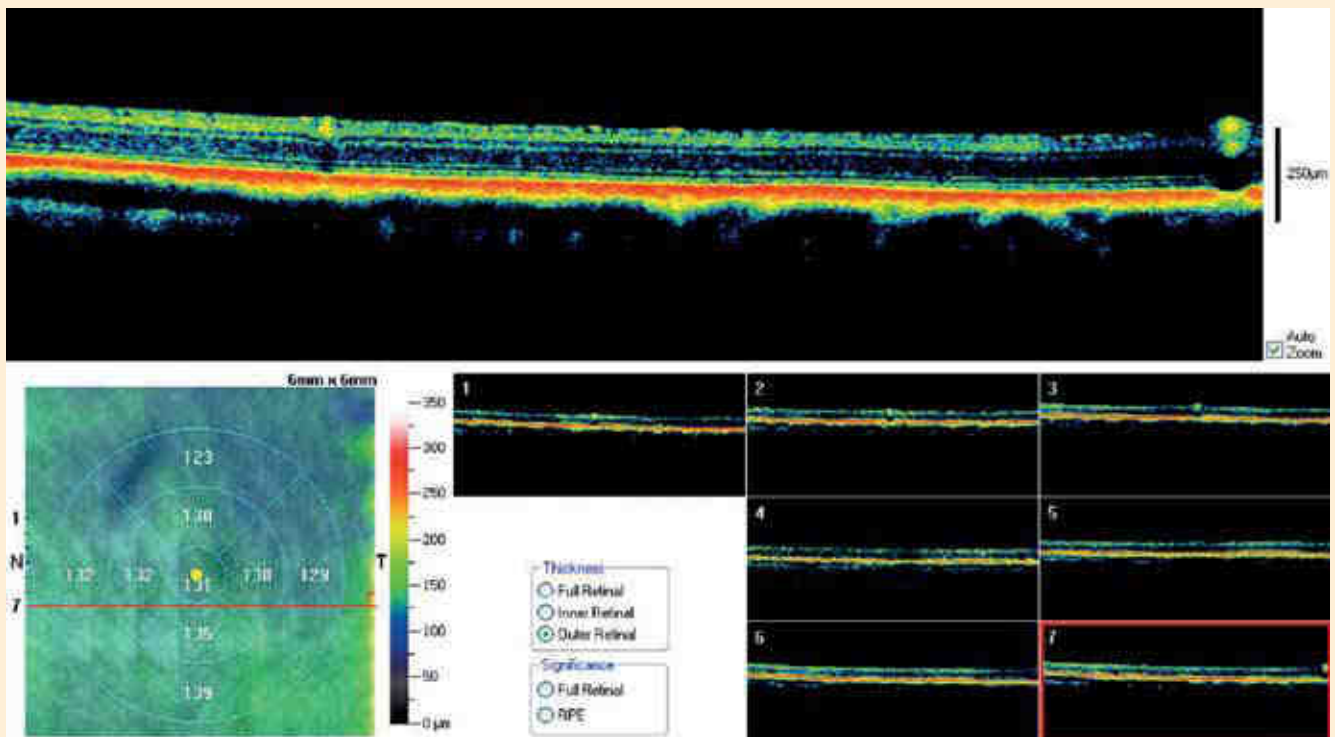 250µm
Auto
Zoom
6mm x 6mm
350
300
250
200
150
100
50
0 µm
123
130
132 132 131 130 129
135
139
1
N
7
T
1
2
3
4
5
6
7
Thickness
Full Retinal
Inner Retinal
Outer Retinal
Significance
Full Retinal
RPE